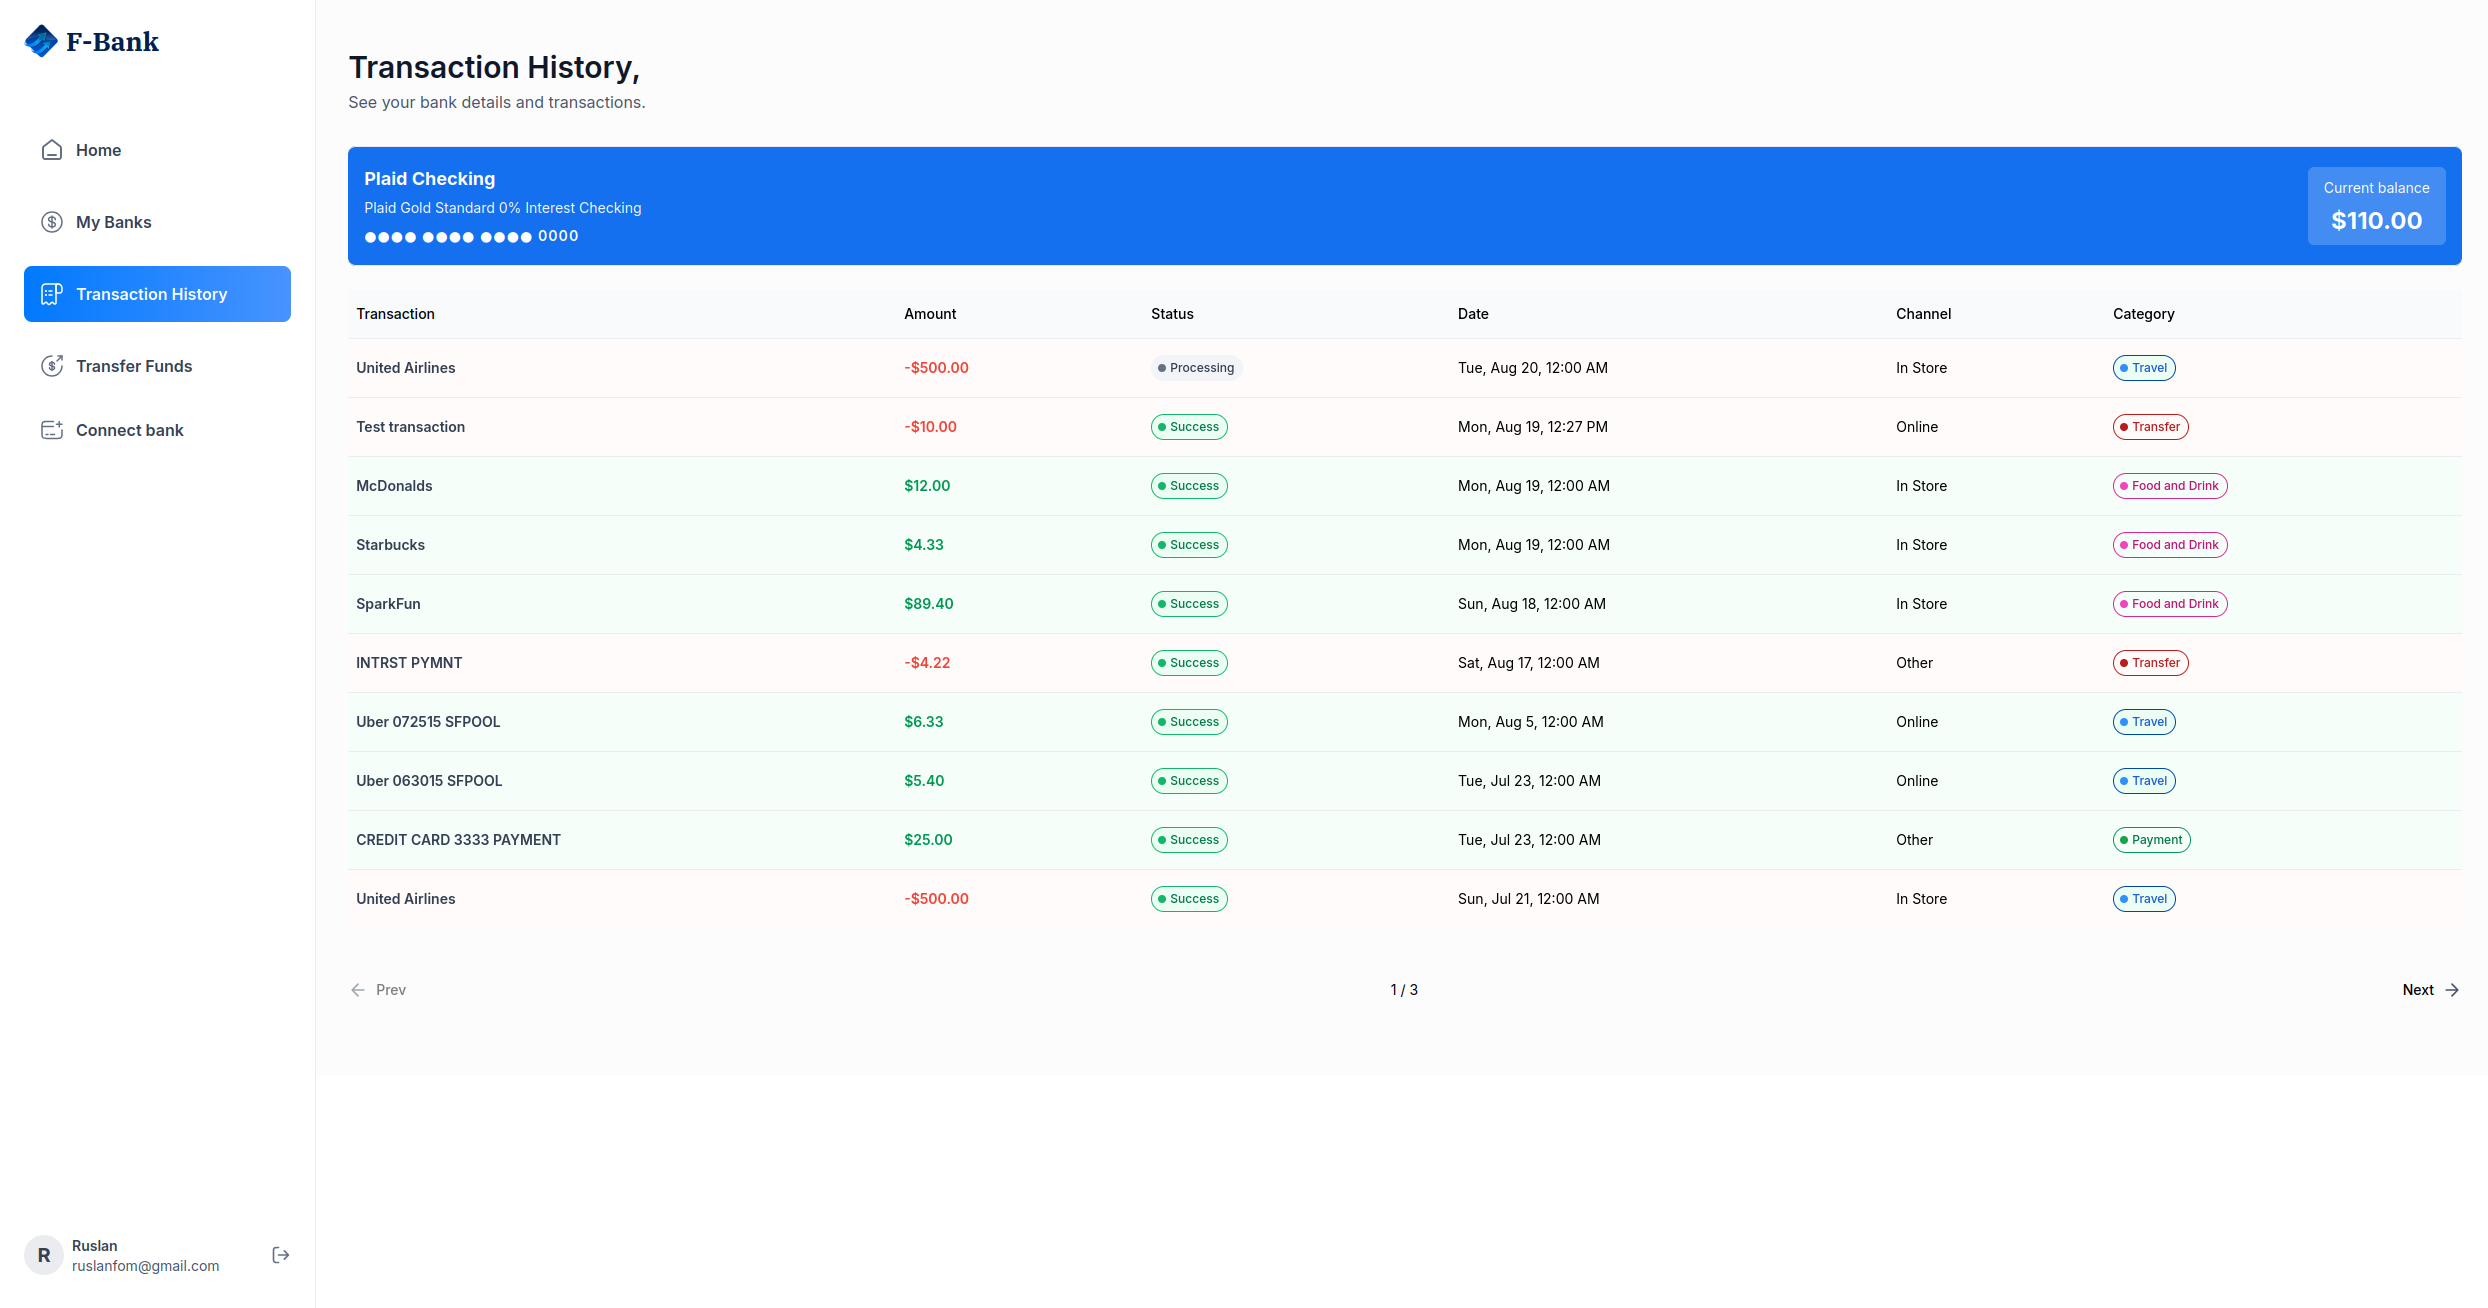 F-Bank
Home
My Banks
Transaction History
Transfer Funds
Connect bank
Ruslan
ruslanfom@gmail.com
Transaction History,
See your bank details and transactions.
Plaid Checking
Plaid Gold Standard 0% Interest Checking
●●●● ●●●● ●●●● 0000
Current balance
$110.00
Transaction Amount Status Date Channel Category
United Airlines -$500.00 Processing Tue, Aug 20, 12:00 AM In Store Travel
Test transaction -$10.00 Success Mon, Aug 19, 12:27 PM Online Transfer
McDonalds $12.00 Success Mon, Aug 19, 12:00 AM In Store Food and Drink
Starbucks $4.33 Success Mon, Aug 19, 12:00 AM In Store Food and Drink
SparkFun $89.40 Success Sun, Aug 18, 12:00 AM In Store Food and Drink
INTRST PYMNT -$4.22 Success Sat, Aug 17, 12:00 AM Other Transfer
Uber 072515 SFPOOL $6.33 Success Mon, Aug 5, 12:00 AM Online Travel
Uber 063015 SFPOOL $5.40 Success Tue, Jul 23, 12:00 AM Online Travel
CREDIT CARD 3333 PAYMENT $25.00 Success Tue, Jul 23, 12:00 AM Other Payment
United Airlines -$500.00 Success Sun, Jul 21, 12:00 AM In Store Travel
Prev 1 / 3 Next
R